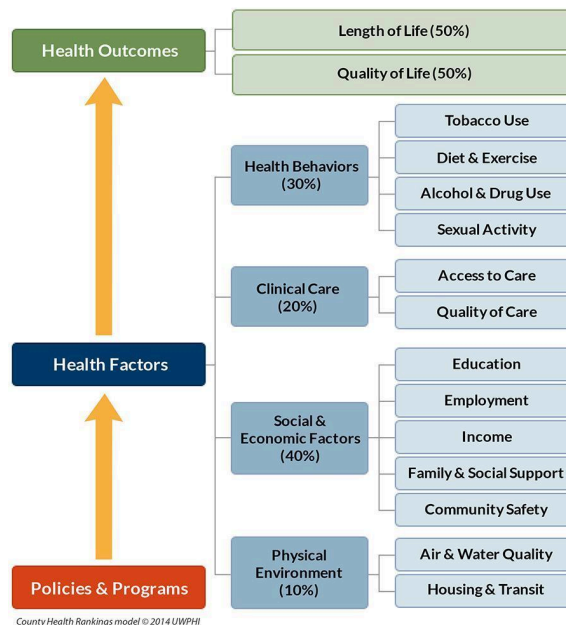 Health Outcomes
Length of Life (50%)
Quality of Life (50%)
Health Factors
Health Behaviors
(30%)
Tobacco Use
Diet & Exercise
Alcohol & Drug Use
Sexual Activity
Clinical Care
(20%)
Access to Care
Quality of Care
Social &
Economic Factors
(40%)
Education
Employment
Income
Family & Social Support
Community Safety
Physical
Environment
(10%)
Air & Water Quality
Housing & Transit
Policies & Programs
County Health Rankings model © 2014 UWPHI